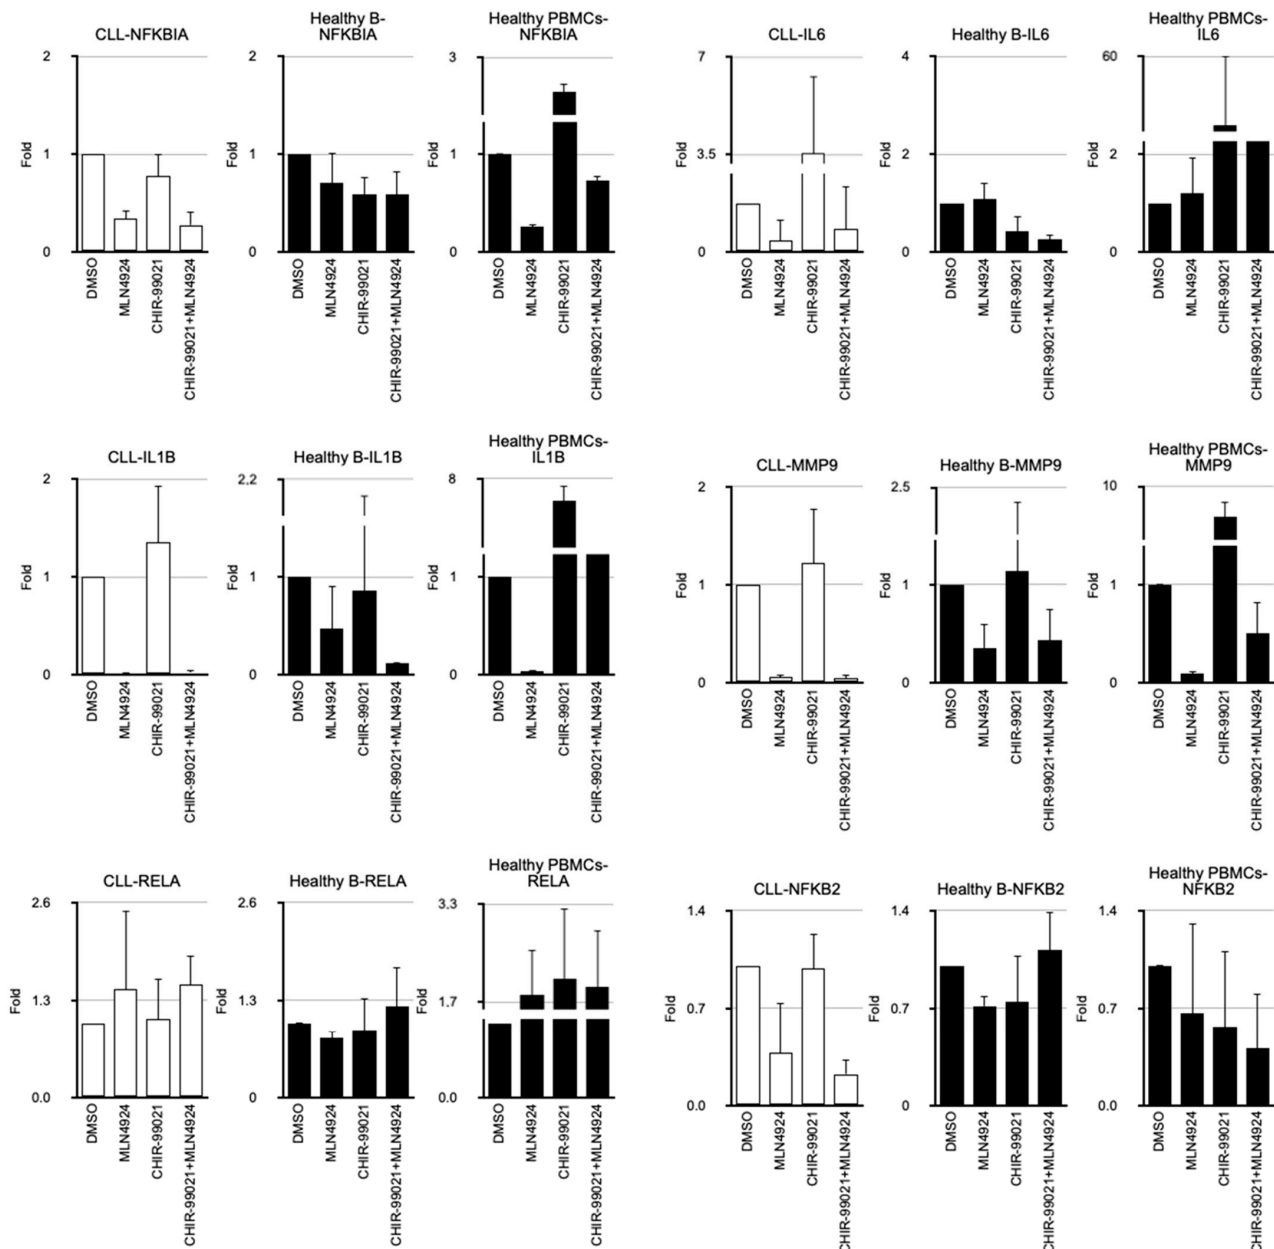 CLL-NFKBIA
2
1
0
Fold
DMSO
MLN4924
CHIR-99021
CHIR-99021+MLN4924
Healthy B-
NFKBIA
2
1
0
Fold
DMSO
MLN4924
CHIR-99021
CHIR-99021+MLN4924
Healthy PBMCs-
NFKBIA
3
1
0
Fold
DMSO
MLN4924
CHIR-99021
CHIR-99021+MLN4924
CLL-IL6
7
3.5
0
Fold
DMSO
MLN4924
CHIR-99021
CHIR-99021+MLN4924
Healthy B-IL6
4
2
0
Fold
DMSO
MLN4924
CHIR-99021
CHIR-99021+MLN4924
Healthy PBMCs-
IL6
60
2
0
Fold
DMSO
MLN4924
CHIR-99021
CHIR-99021+MLN4924
CLL-IL1B
2
1
0
Fold
DMSO
MLN4924
CHIR-99021
CHIR-99021+MLN4924
Healthy B-IL1B
2.2
1
0
Fold
DMSO
MLN4924
CHIR-99021
CHIR-99021+MLN4924
Healthy PBMCs-
IL1B
8
1
0
Fold
DMSO
MLN4924
CHIR-99021
CHIR-99021+MLN4924
CLL-MMP9
2
1
0
Fold
DMSO
MLN4924
CHIR-99021
CHIR-99021+MLN4924
Healthy B-MMP9
2.5
1
0
Fold
DMSO
MLN4924
CHIR-99021
CHIR-99021+MLN4924
Healthy PBMCs-
MMP9
10
1
0
Fold
DMSO
MLN4924
CHIR-99021
CHIR-99021+MLN4924
CLL-RELA
2.6
1.3
0.0
Fold
DMSO
MLN4924
CHIR-99021
CHIR-99021+MLN4924
Healthy B-RELA
2.6
1.3
0
Fold
DMSO
MLN4924
CHIR-99021
CHIR-99021+MLN4924
Healthy PBMCs-
RELA
3.3
1.7
0.0
Fold
DMSO
MLN4924
CHIR-99021
CHIR-99021+MLN4924
CLL-NFKB2
1.4
0.7
0.0
Fold
DMSO
MLN4924
CHIR-99021
CHIR-99021+MLN4924
Healthy B-NFKB2
1.4
0.7
0
Fold
DMSO
MLN4924
CHIR-99021
CHIR-99021+MLN4924
Healthy PBMCs-
NFKB2
1.4
0.7
0.0
Fold
DMSO
MLN4924
CHIR-99021
CHIR-99021+MLN4924